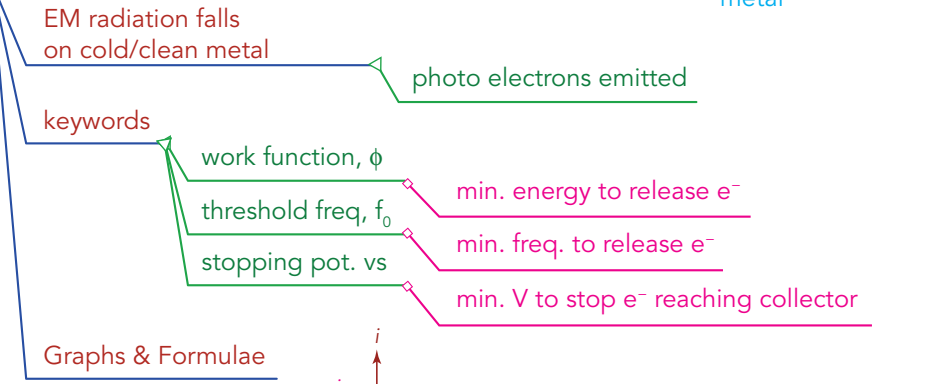 metal
EM radiation falls
on cold/clean metal
photo electrons emitted
keywords
work function, ϕ
min. energy to release e⁻
threshold freq, f₀
min. freq. to release e⁻
stopping pot. vs
min. V to stop e⁻ reaching collector
Graphs & Formulae
i